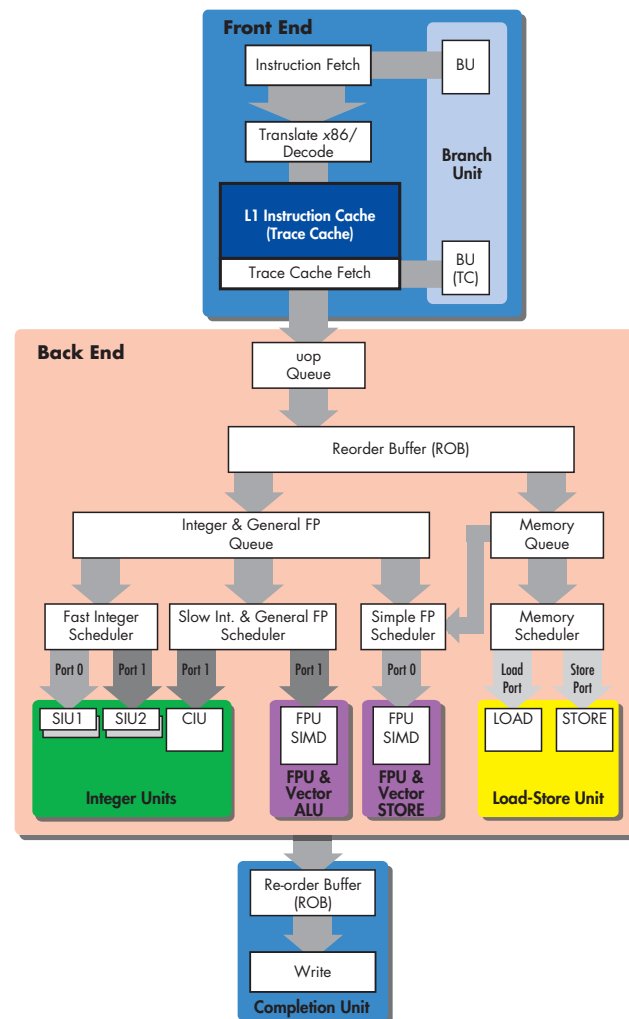 Front End
Instruction Fetch
BU
Translate x86/
Decode
Branch
Unit
L1 Instruction Cache
(Trace Cache)
Trace Cache Fetch
BU
(TC)
Back End
uop
Queue
Reorder Buffer (ROB)
Integer & General FP
Queue
Memory
Queue
Fast Integer
Scheduler
Slow Int. & General FP
Scheduler
Simple FP
Scheduler
Memory
Scheduler
Port 0
Port 1
Port 1
Port 1
Port 0
Load
Port
Store
Port
SIU1
SIU2
CIU
FPU
SIMD
FPU
SIMD
LOAD
STORE
Integer Units
FPU &
Vector
ALU
FPU &
Vector
STORE
Load-Store Unit
Re-order Buffer
(ROB)
Write
Completion Unit